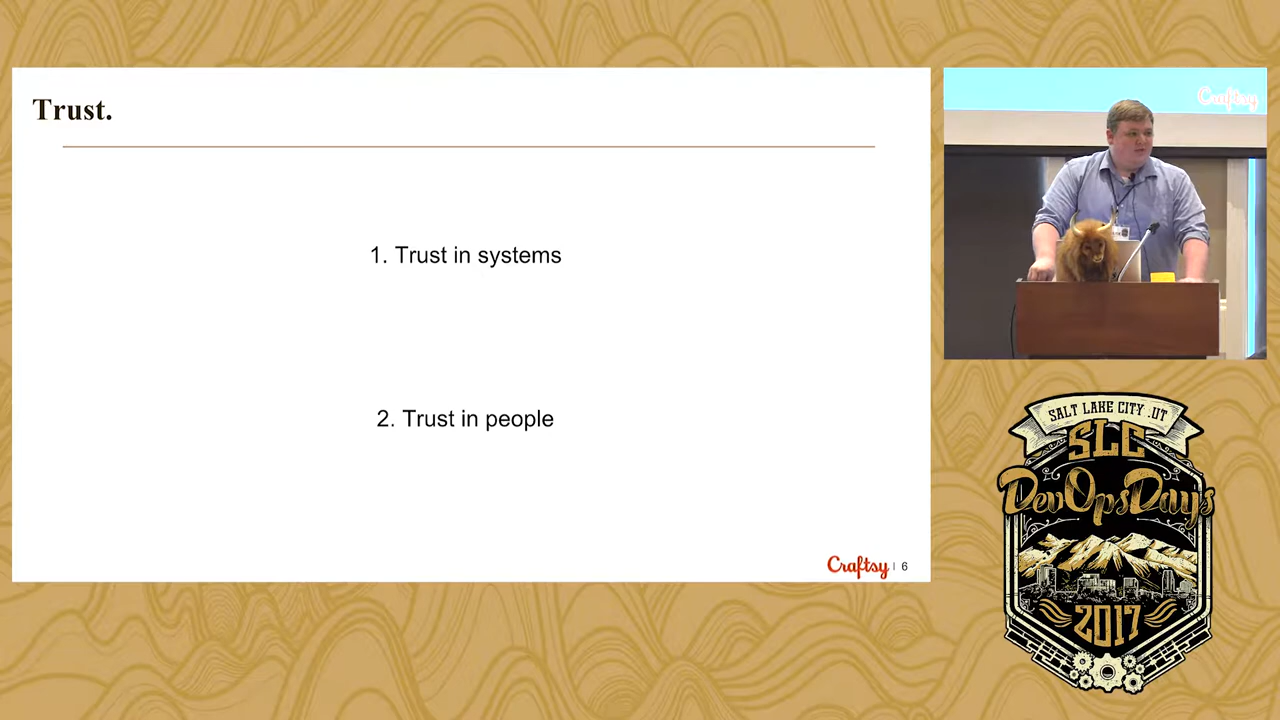 Trust.
1. Trust in systems
2. Trust in people
Craftsy | 6
Craftsy
SALT LAKE CITY .UT
SLC
DevOpsDays
2017